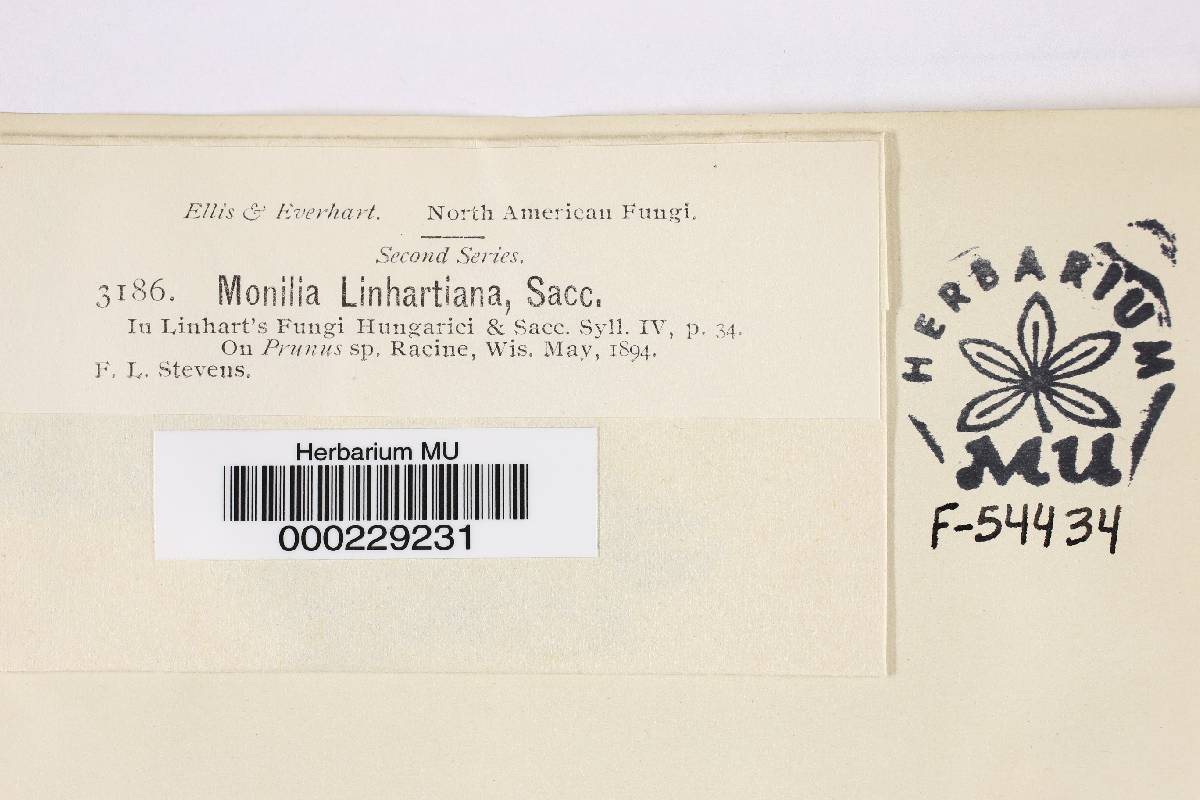 Ellis & Everhart. North American Fungi.
Second Series.
3186. Monilia Linhartiana, Sacc.
In Linhart's Fungi Hungarici & Sacc. Syll. IV, p. 34.
On Prunus sp. Racine, Wis. May, 1894.
F. L. Stevens.
Herbarium MU
000229231
HERBARIUM
MU
F-54434